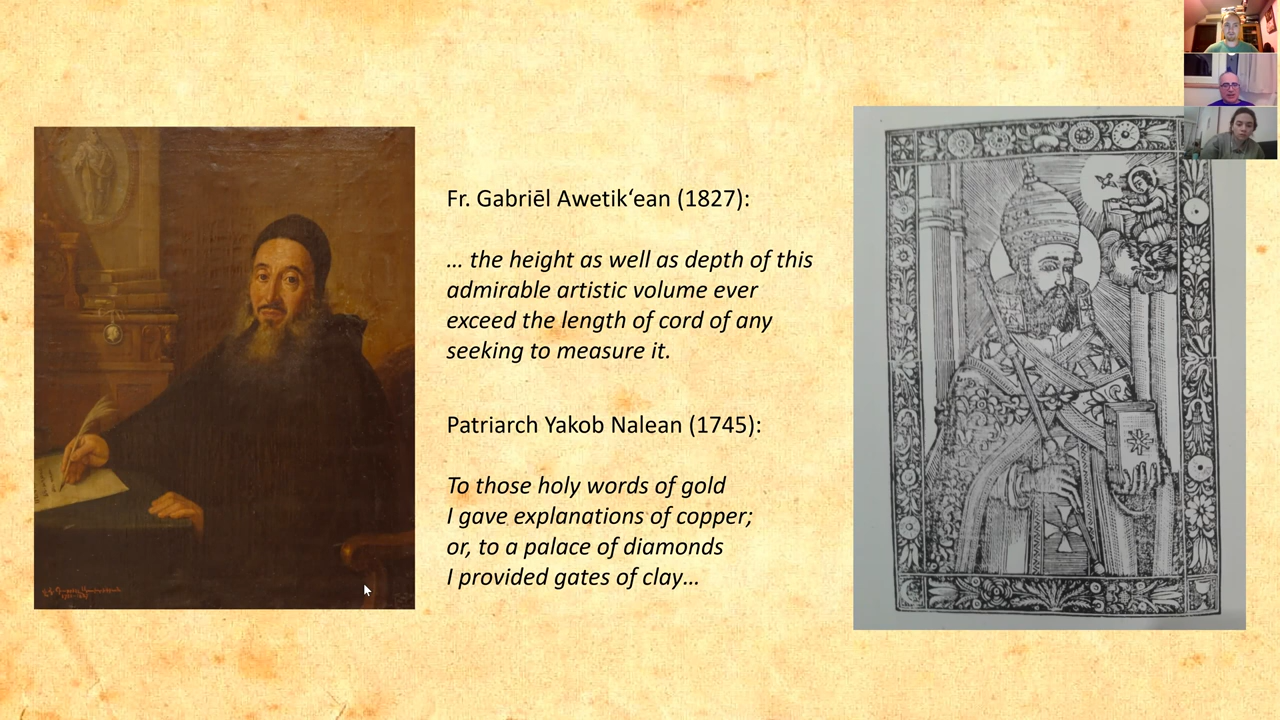 Fr. Gabriēl Awetik‘ean (1827):
… the height as well as depth of this
admirable artistic volume ever
exceed the length of cord of any
seeking to measure it.
Patriarch Yakob Nalean (1745):
To those holy words of gold
I gave explanations of copper;
or, to a palace of diamonds
I provided gates of clay…